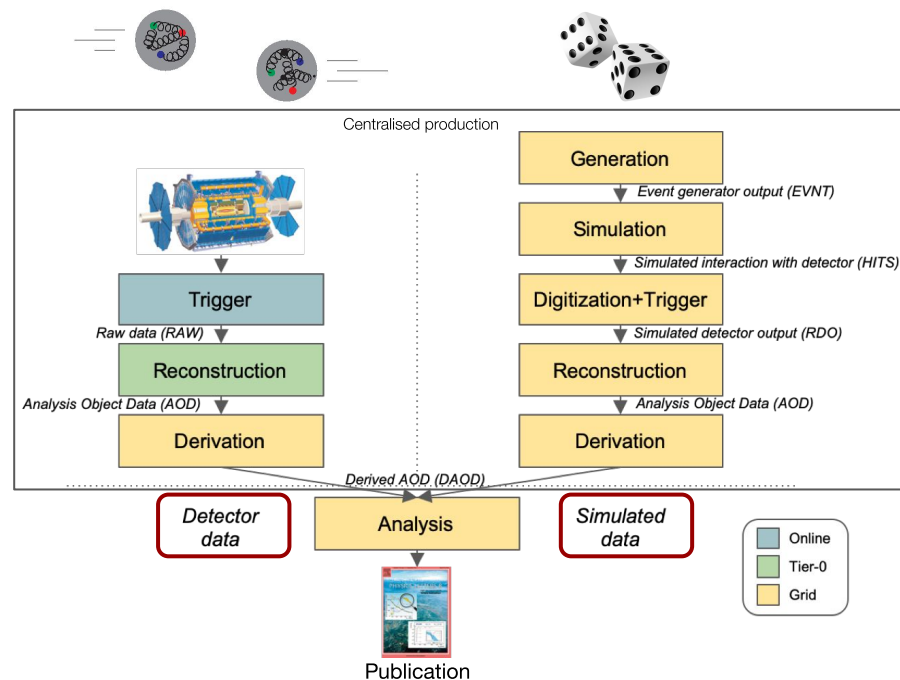 Centralised production
Trigger
Raw data (RAW)
Reconstruction
Analysis Object Data (AOD)
Derivation
Generation
Event generator output (EVNT)
Simulation
Simulated interaction with detector (HITS)
Digitization+Trigger
Simulated detector output (RDO)
Reconstruction
Analysis Object Data (AOD)
Derivation
Derived AOD (DAOD)
Detector
data
Analysis
Simulated
data
Online
Tier-0
Grid
Publication